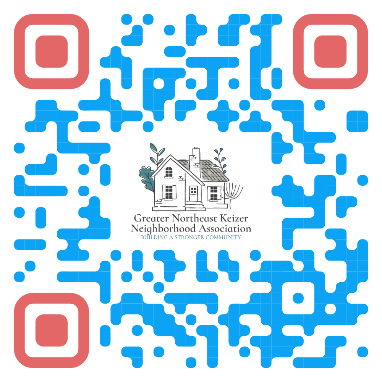 Greater Northeast Keizer
Neighborhood Association
BUILDING A STRONGER COMMUNITY